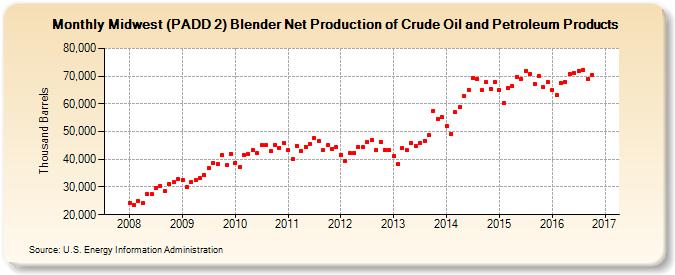 Monthly Midwest (PADD 2) Blender Net Production of Crude Oil and Petroleum Products
Thousand Barrels
80,000
70,000
60,000
50,000
40,000
30,000
20,000
2008 2009 2010 2011 2012 2013 2014 2015 2016 2017
Source: U.S. Energy Information Administration